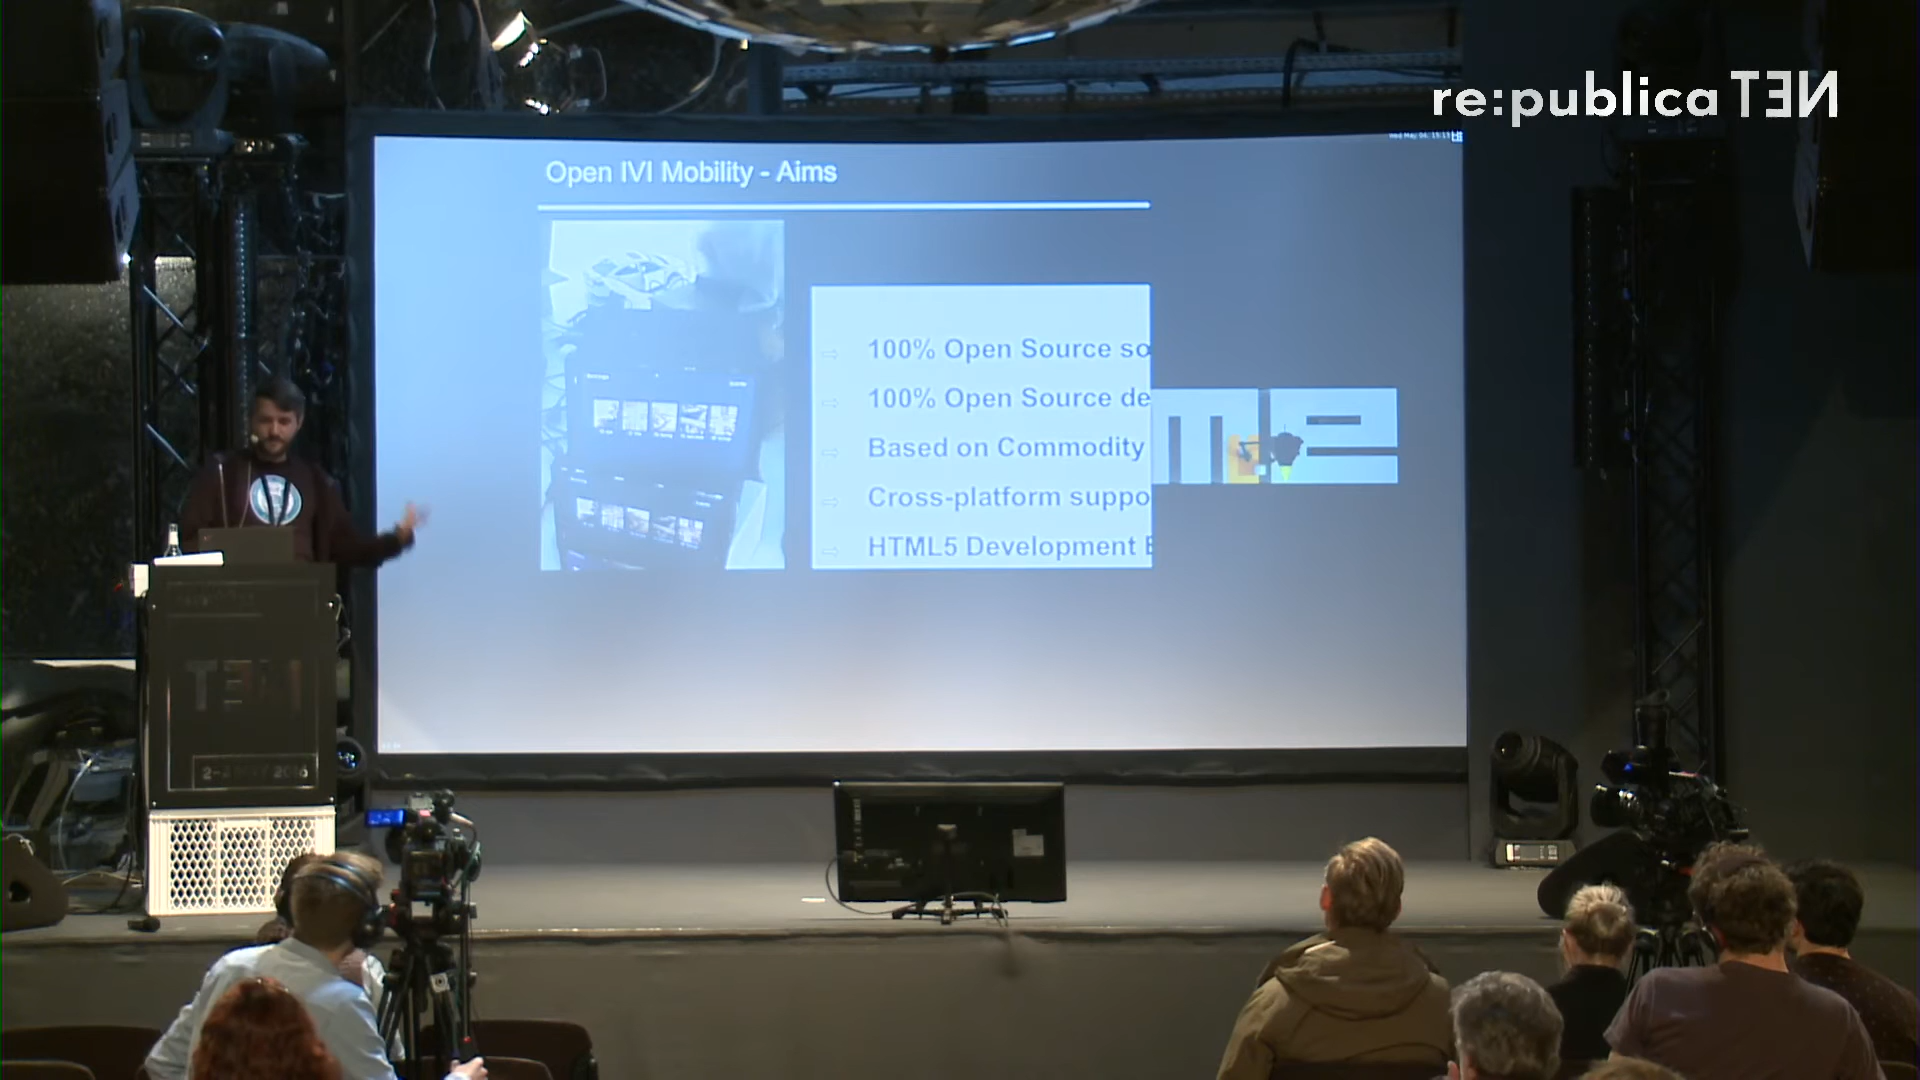 re:publica TEN
Open IVI Mobility - Aims
100% Open Source so
100% Open Source de
Based on Commodity
Cross-platform suppo
HTML5 Development E
TEN